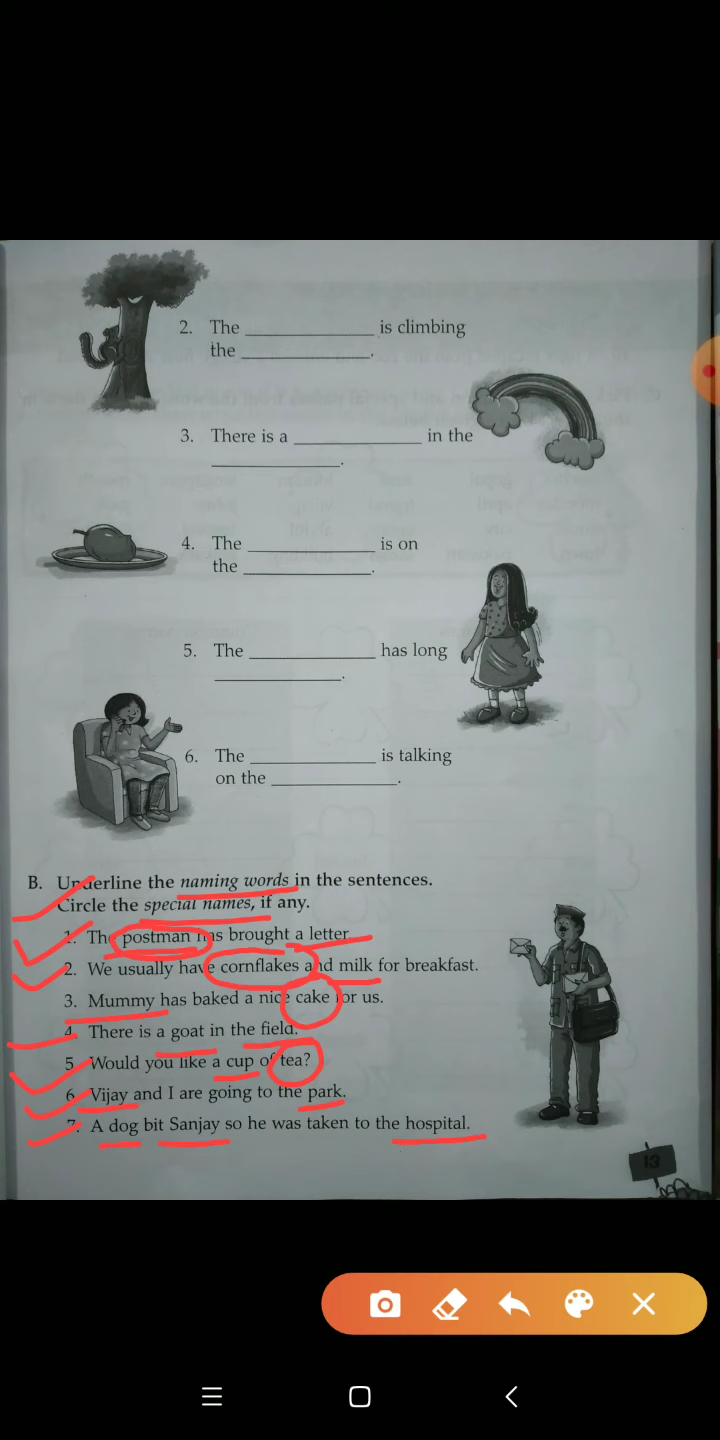 2. The ____________ is climbing
the ____________.
3. There is a ____________ in the
____________.
4. The ____________ is on
the ____________.
5. The ____________ has long
____________.
6. The ____________ is talking
on the ____________.
B. Underline the naming words in the sentences.
Circle the special names, if any.
1. The postman has brought a letter
2. We usually have cornflakes and milk for breakfast.
3. Mummy has baked a nice cake for us.
4. There is a goat in the field.
5. Would you like a cup of tea?
6. Vijay and I are going to the park.
7. A dog bit Sanjay so he was taken to the hospital.
13